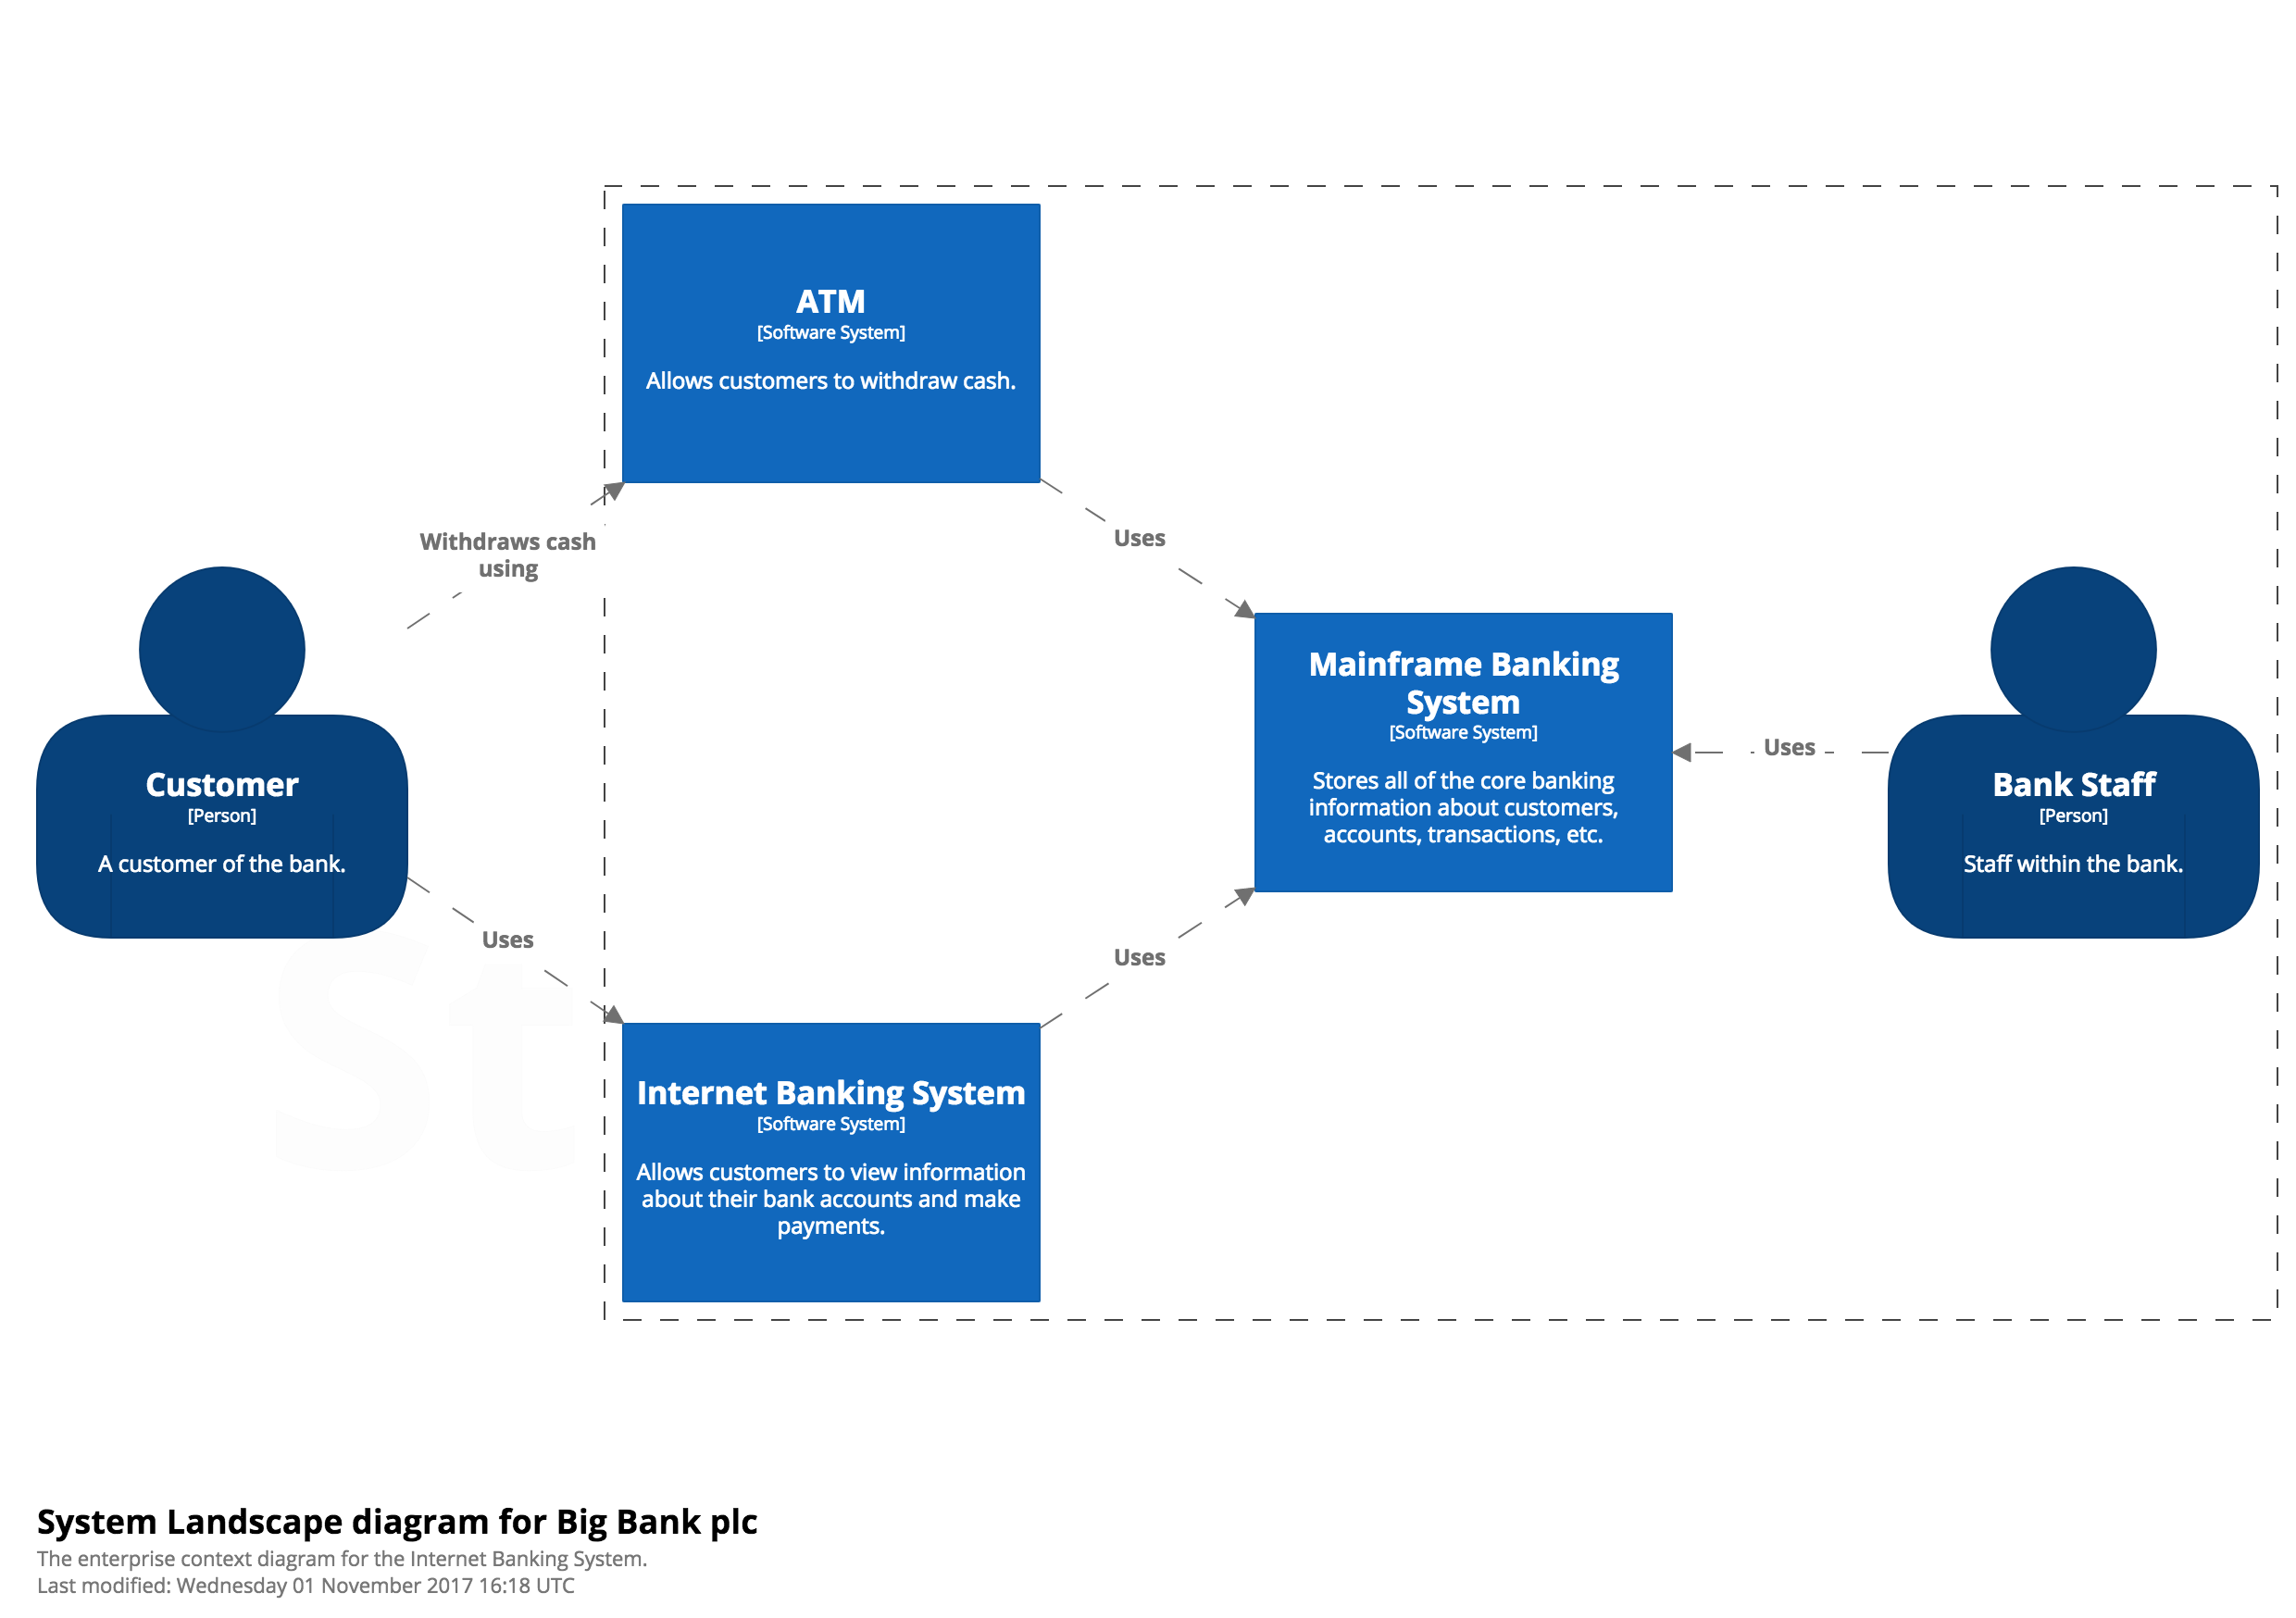 ATM
[Software System]
Allows customers to withdraw cash.
Withdraws cash
using
Uses
Customer
[Person]
A customer of the bank.
Mainframe Banking
System
[Software System]
Stores all of the core banking
information about customers,
accounts, transactions, etc.
Uses
Bank Staff
[Person]
Staff within the bank.
Uses
Uses
Internet Banking System
[Software System]
Allows customers to view information
about their bank accounts and make
payments.
System Landscape diagram for Big Bank plc
The enterprise context diagram for the Internet Banking System.
Last modified: Wednesday 01 November 2017 16:18 UTC